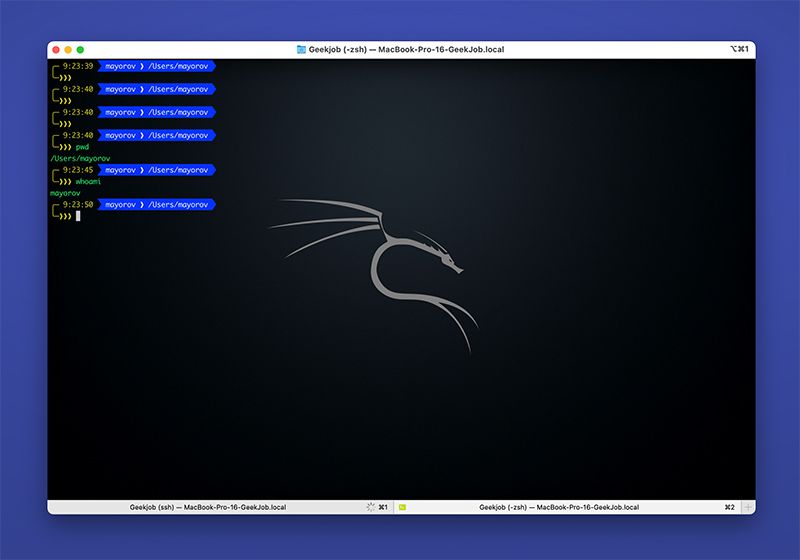 Geekjob (-zsh) — MacBook-Pro-16-GeekJob.local
⌥⌘1
9:23:39 mayorov ❯ /Users/mayorov
❯❯❯
9:23:40 mayorov ❯ /Users/mayorov
❯❯❯
9:23:40 mayorov ❯ /Users/mayorov
❯❯❯
9:23:40 mayorov ❯ /Users/mayorov
❯❯❯ pwd
/Users/mayorov
9:23:45 mayorov ❯ /Users/mayorov
❯❯❯ whoami
mayorov
9:23:50 mayorov ❯ /Users/mayorov
❯❯❯
Geekjob (ssh) — MacBook-Pro-16-GeekJob.local ⌘1
Geekjob (-zsh) — MacBook-Pro-16-GeekJob.local ⌘2